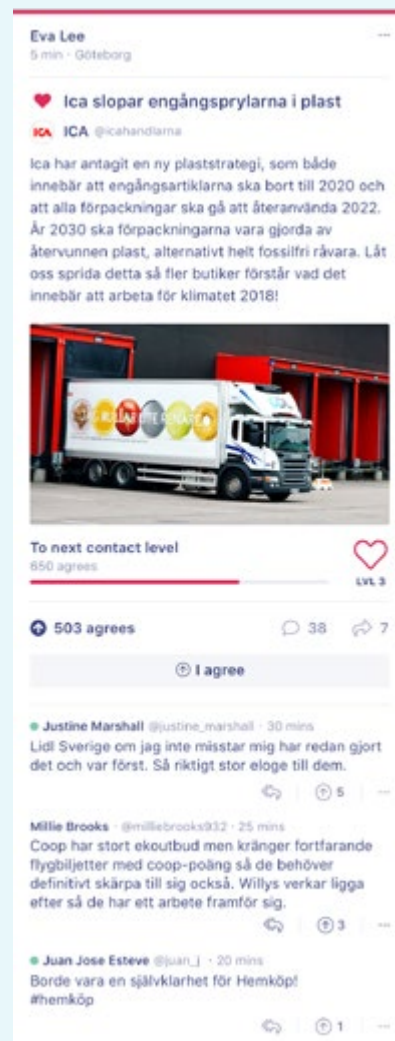 Eva Lee
5 min · Göteborg
Ica slopar engångsprylarna i plast
ICA ICA @icahandlarna
Ica har antagit en ny plaststrategi, som både
innebär att engångsartiklarna ska bort till 2020 och
att alla förpackningar ska gå att återanvända 2022.
År 2030 ska förpackningarna vara gjorda av
återvunnen plast, alternativt helt fossilfri råvara. Låt
oss sprida detta så fler butiker förstår vad det
innebär att arbeta för klimatet 2018!
RULLAR
To next contact level
650 agrees
LVL 3
503 agrees 38 7
I agree
Justine Marshall @justine_marshall · 30 mins
Lidl Sverige om jag inte misstar mig har redan gjort
det och var först. Så riktigt stor eloge till dem.
5
Millie Brooks · @milliebrooks932 · 25 mins
Coop har stort ekoutbud men kränger fortfarande
flygbiljetter med coop-poäng så de behöver
definitivt skärpa till sig också. Willys verkar ligga
efter så de har ett arbete framför sig.
3
Juan Jose Esteve @juan_j · 20 mins
Borde vara en självklarhet för Hemköp!
#hemköp
1